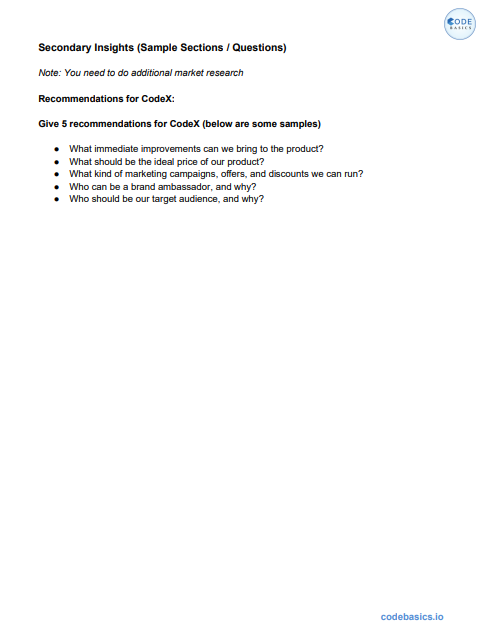 CODE
BASICS
Secondary Insights (Sample Sections / Questions)
Note: You need to do additional market research
Recommendations for CodeX:
Give 5 recommendations for CodeX (below are some samples)
● What immediate improvements can we bring to the product?
● What should be the ideal price of our product?
● What kind of marketing campaigns, offers, and discounts we can run?
● Who can be a brand ambassador, and why?
● Who should be our target audience, and why?
codebasics.io